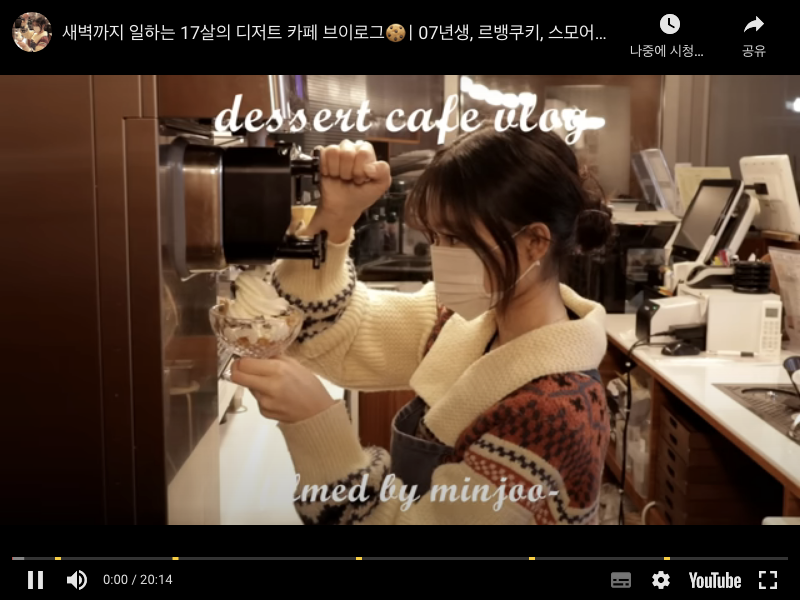 새벽까지 일하는 17살의 디저트 카페 브이로그🍪 | 07년생, 르뱅쿠키, 스모어...
나중에 시청...
공유
dessert cafe vlog
lmed by minjoo-
0:00 / 20:14
YouTube